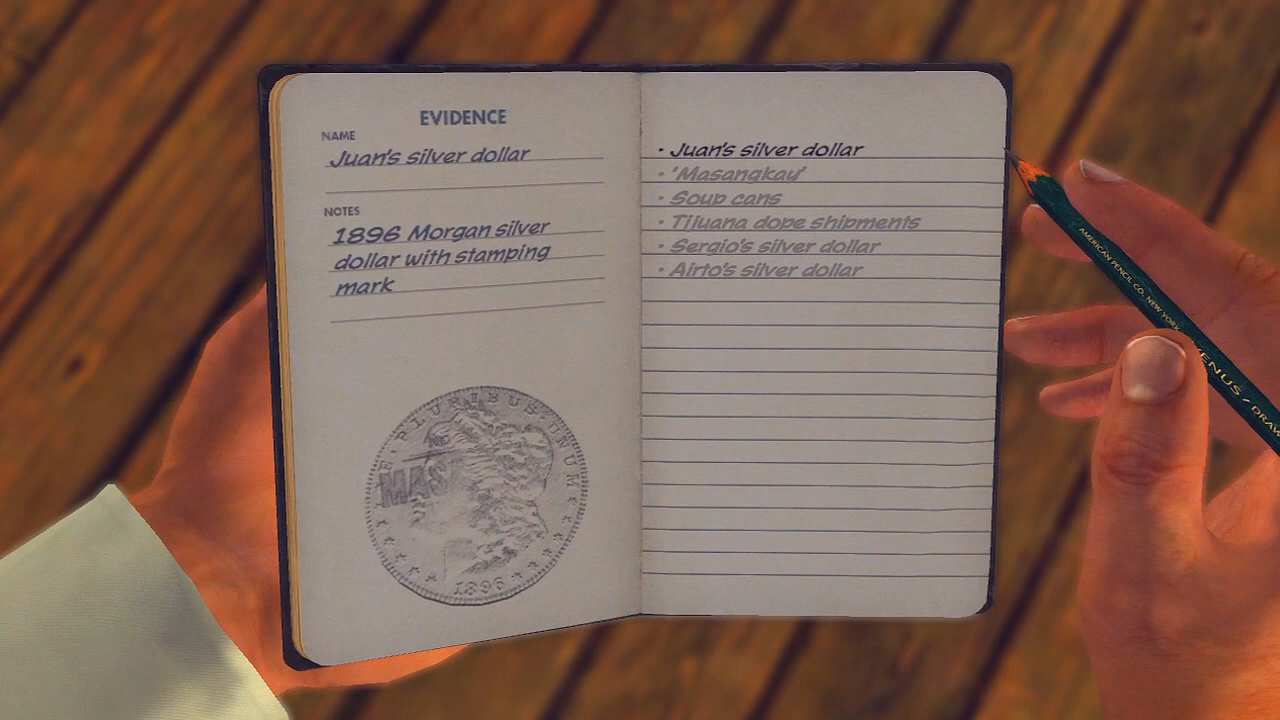 EVIDENCE
NAME
Juan's silver dollar
NOTES
1896 Morgan silver
dollar with stamping
mark
E·PLURIBUS·UNUM
MAS
1896
• Juan's silver dollar
• 'Masangkay'
• Soup cans
• Tijuana dope shipments
• Sergio's silver dollar
• Airto's silver dollar
AMERICAN PENCIL CO. NEW YORK
VENUS / DRAW